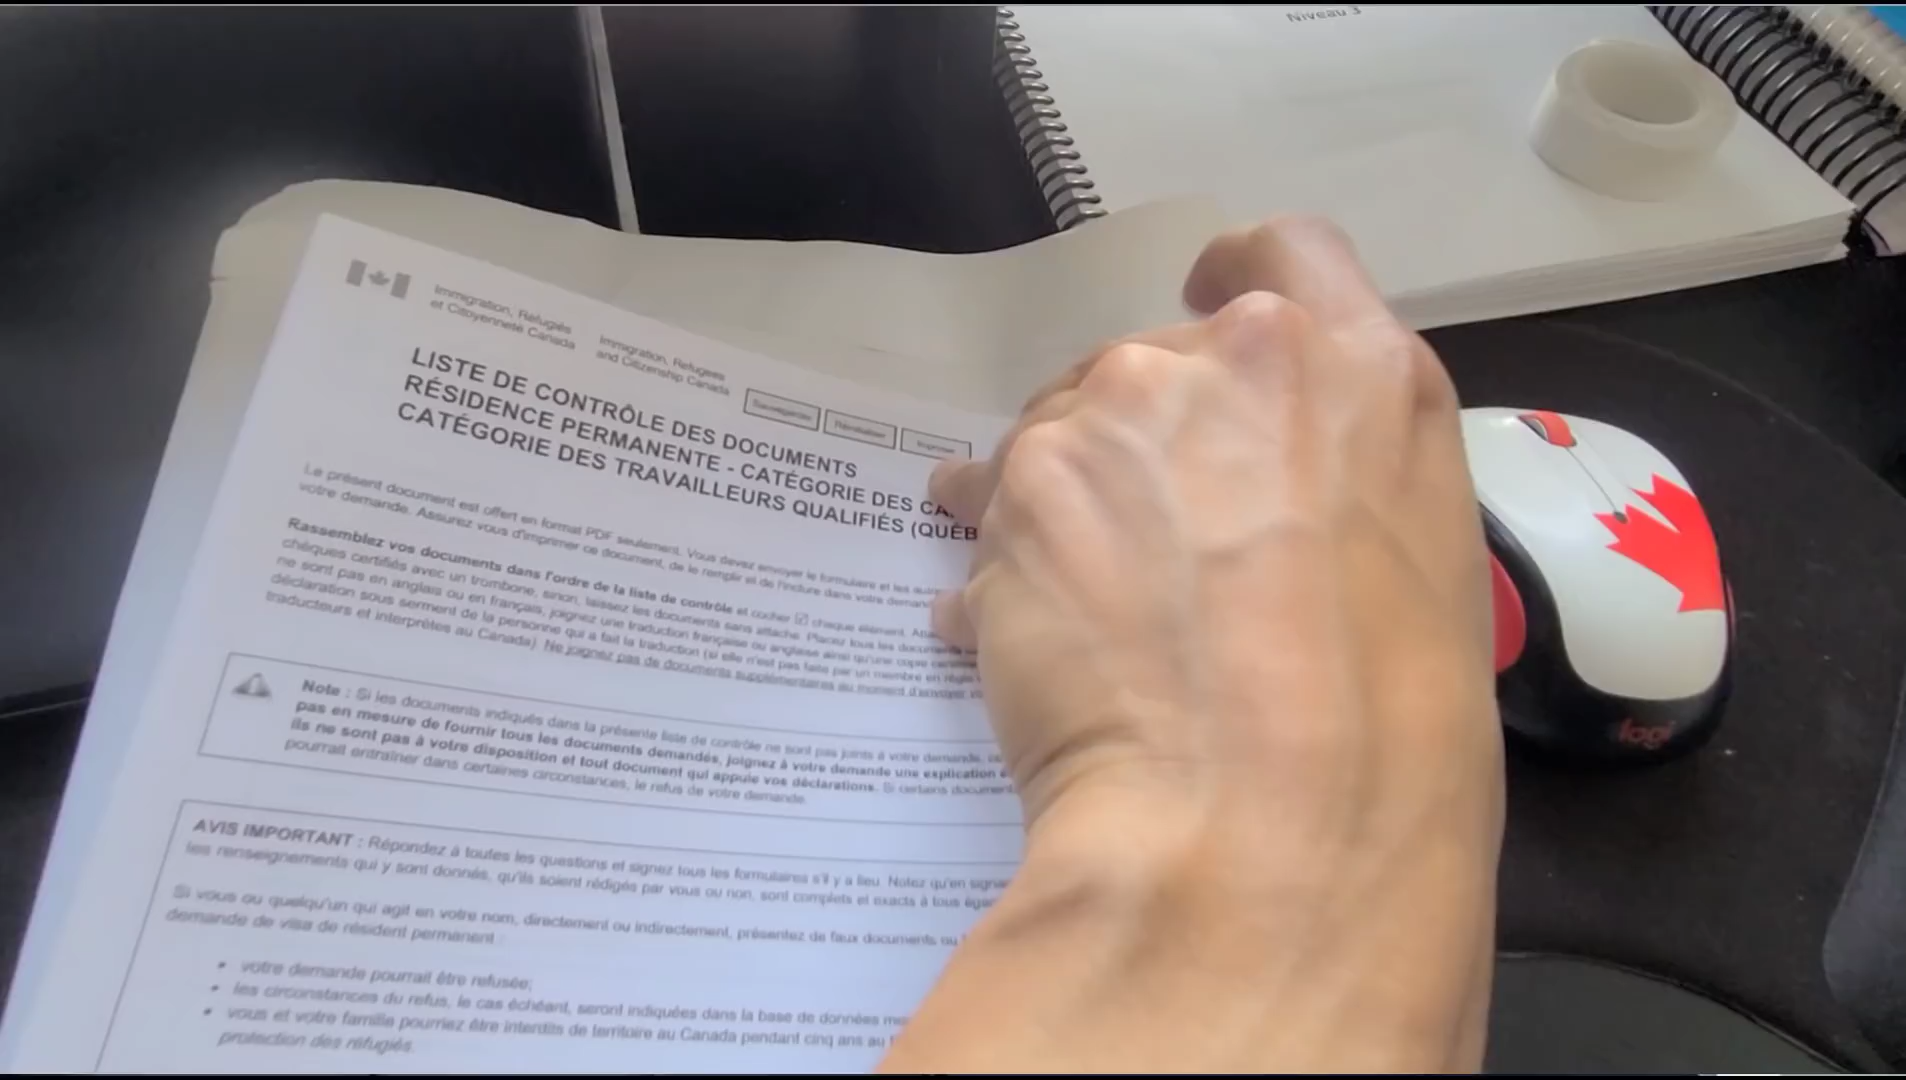 Niveau 3
Immigration, Réfugiés
et Citoyenneté Canada
Immigration, Refugees
and Citizenship Canada
Sauvegarder
Réinitialiser
Imprimer
LISTE DE CONTRÔLE DES DOCUMENTS
RÉSIDENCE PERMANENTE - CATÉGORIE DES CA
CATÉGORIE DES TRAVAILLEURS QUALIFIÉS (QUÉB
Le présent document est offert en format PDF seulement. Vous devez envoyer le formulaire et les
votre demande. Assurez vous d'imprimer ce document, de le remplir et de l'inclure dans votre
Rassemblez vos documents dans l'ordre de la liste de contrôle et cocher ☑ chaque élément.
chèques certifiés avec un trombone, sinon, laissez les documents sans attache. Placez tous les documents
ne sont pas en anglais ou en français, joignez une traduction française ou anglaise ainsi qu'une copie
déclaration sous serment de la personne qui a fait la traduction (si elle n'est pas faite par un membre en règle
traducteurs et interprètes au Canada). Ne joignez pas de documents supplémentaires au moment d'envoyer
Note : Si les documents indiqués dans la présente liste de contrôle ne sont pas joints à votre demande,
pas en mesure de fournir tous les documents demandés, joignez à votre demande une explication
ils ne sont pas à votre disposition et tout document qui appuie vos déclarations. Si certains document
pourrait entraîner dans certaines circonstances, le refus de votre demande.
AVIS IMPORTANT : Répondez à toutes les questions et signez tous les formulaires s'il y a lieu. Notez qu'en
les renseignements qui y sont donnés, qu'ils soient rédigés par vous ou non, sont complets et exacts à tous
Si vous ou quelqu'un qui agit en votre nom, directement ou indirectement, présentez de faux documents ou
demande de visa de résident permanent :
• votre demande pourrait être refusée;
• les circonstances du refus, le cas échéant, seront indiquées dans la base de données
• vous et votre famille pourriez être interdits de territoire au Canada pendant cinq ans au
protection des réfugiés.
logi